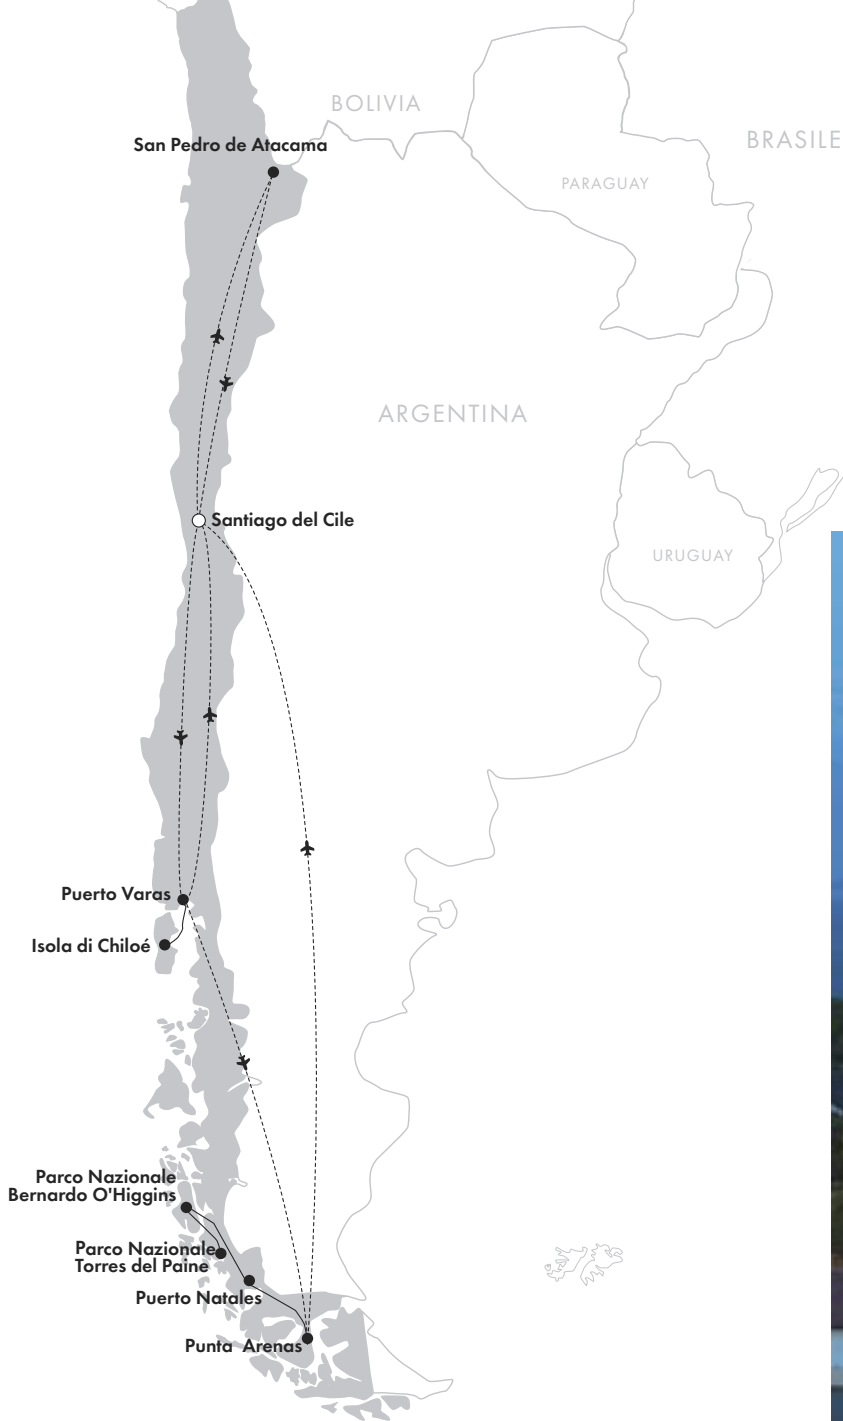 BOLIVIA
BRASILE
San Pedro de Atacama
PARAGUAY
ARGENTINA
Santiago del Cile
URUGUAY
Puerto Varas
Isola di Chiloé
Parco Nazionale
Bernardo O'Higgins
Parco Nazionale
Torres del Paine
Puerto Natales
Punta Arenas